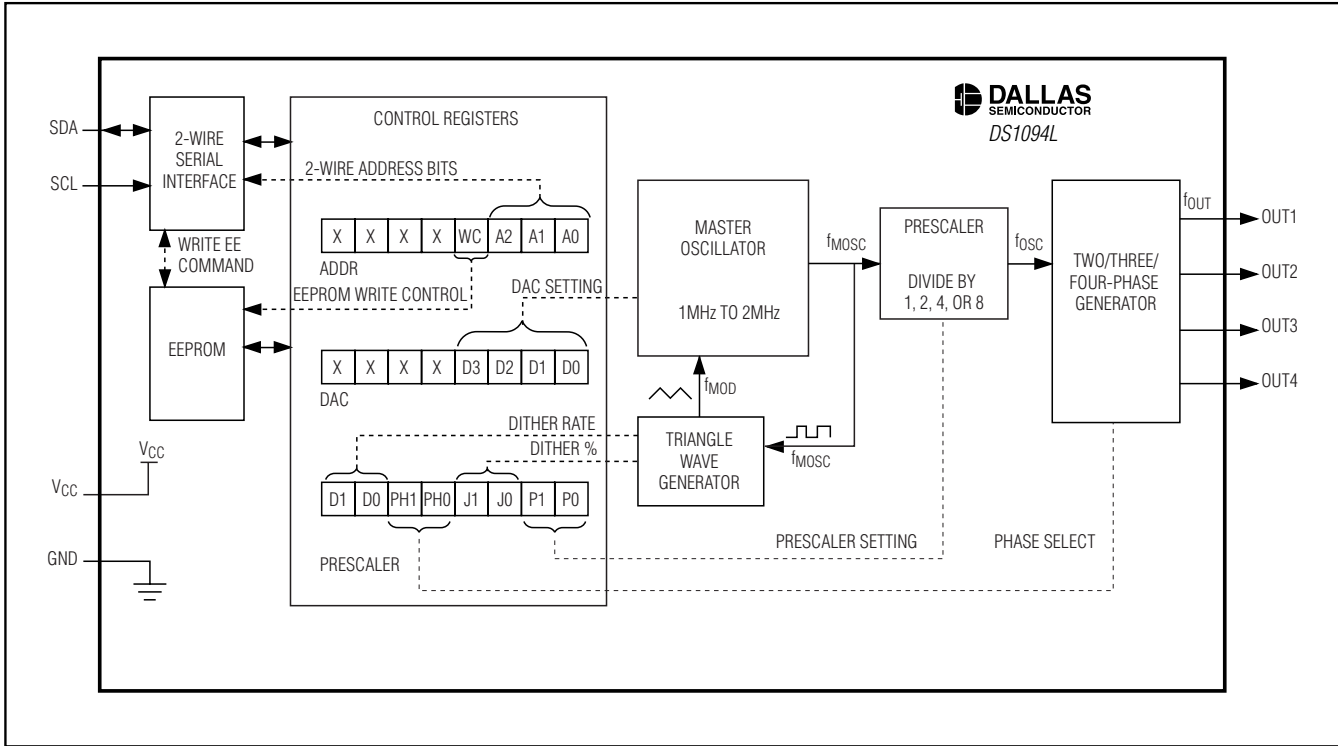 DALLAS
SEMICONDUCTOR
DS1094L
SDA
SCL
2-WIRE
SERIAL
INTERFACE
WRITE EE
COMMAND
EEPROM
VCC
VCC
GND
CONTROL REGISTERS
2-WIRE ADDRESS BITS
X X X X WC A2 A1 A0
ADDR
EEPROM WRITE CONTROL
DAC SETTING
X X X X D3 D2 D1 D0
DAC
DITHER RATE
DITHER %
D1 D0 PH1 PH0 J1 J0 P1 P0
PRESCALER
PRESCALER SETTING
PHASE SELECT
MASTER
OSCILLATOR
1MHz TO 2MHz
fMOD
TRIANGLE
WAVE
GENERATOR
fMOSC
fMOSC
PRESCALER
DIVIDE BY
1, 2, 4, OR 8
fOSC
TWO/THREE/
FOUR-PHASE
GENERATOR
fOUT
OUT1
OUT2
OUT3
OUT4